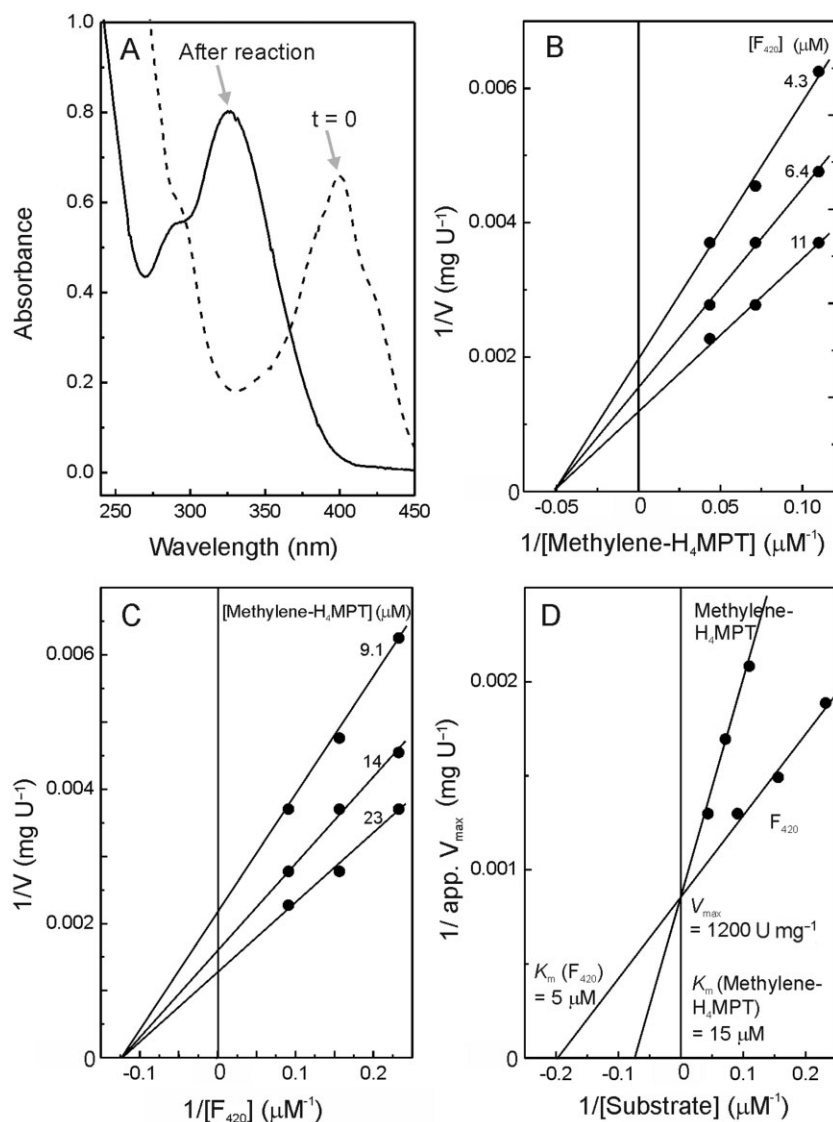 A
After reaction
t = 0
1.0
0.8
0.6
0.4
0.2
0.0
Absorbance
250 300 350 400 450
Wavelength (nm)
B
[F₄₂₀] (μM)
4.3
6.4
11
0.006
0.004
0.002
0
1/V (mg U⁻¹)
-0.05 0 0.05 0.10
1/[Methylene-H₄MPT] (μM⁻¹)
C
[Methylene-H₄MPT] (μM)
9.1
14
23
0.006
0.004
0.002
0
1/V (mg U⁻¹)
-0.1 0 0.1 0.2
1/[F₄₂₀] (μM⁻¹)
D
Methylene-
H₄MPT
F₄₂₀
0.002
0.001
0
1/ app. Vₘₐₓ (mg U⁻¹)
Vₘₐₓ
= 1200 U mg⁻¹
Kₘ (F₄₂₀)
= 5 μM
Kₘ (Methylene-
H₄MPT)
= 15 μM
-0.2 -0.1 0 0.1 0.2
1/[Substrate] (μM⁻¹)